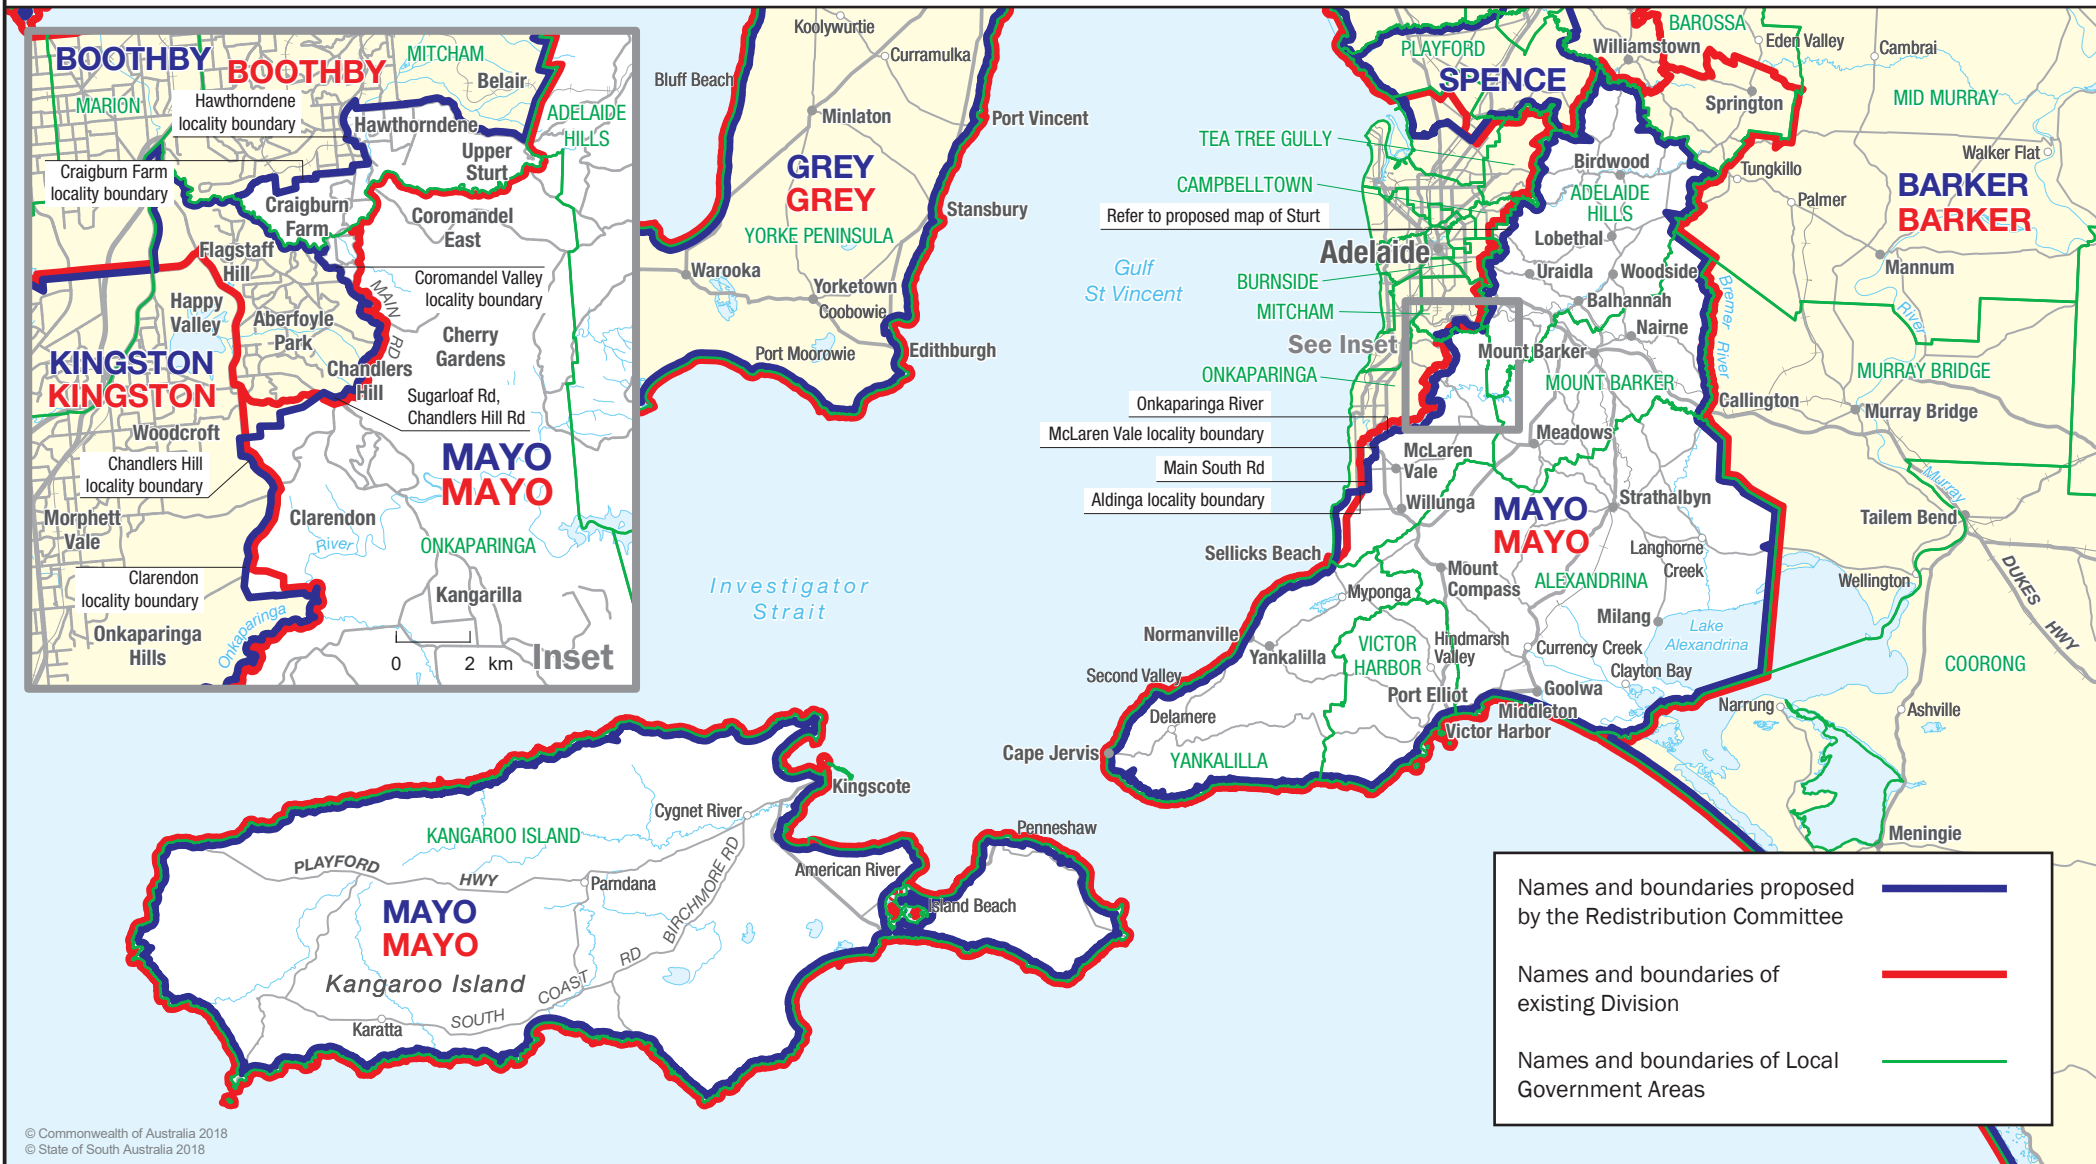 BOOTHBY
BOOTHBY
MITCHAM
Belair
MARION
Hawthorndene
locality boundary
Hawthorndene
ADELAIDE
HILLS
Upper
Sturt
Craigburn Farm
locality boundary
Craigburn
Farm
Coromandel
East
Flagstaff
Hill
Coromandel Valley
locality boundary
MAIN
RD
Happy
Valley
Aberfoyle
Park
Cherry
Gardens
KINGSTON
KINGSTON
Chandlers
Hill
Sugarloaf Rd,
Chandlers Hill Rd
Woodcroft
MAYO
MAYO
Chandlers Hill
locality boundary
Clarendon
River
Morphett
Vale
ONKAPARINGA
Clarendon
locality boundary
Kangarilla
Onkaparinga
Onkaparinga
Hills
0 2 km
Inset
Koolywurtie
Curramulka
Bluff Beach
Minlaton
Port Vincent
GREY
GREY
Stansbury
YORKE PENINSULA
Warooka
Yorketown
Coobowie
Port Moorowie
Edithburgh
Gulf
St Vincent
Investigator
Strait
PLAYFORD
SPENCE
Williamstown
BAROSSA
Eden Valley
Cambrai
Springton
MID MURRAY
TEA TREE GULLY
Birdwood
Tungkillo
Walker Flat
CAMPBELLTOWN
ADELAIDE
HILLS
Palmer
BARKER
BARKER
Refer to proposed map of Sturt
Lobethal
Adelaide
Uraidla
Woodside
Mannum
BURNSIDE
Balhannah
Bremer
River
River
MITCHAM
Nairne
See Inset
Mount Barker
ONKAPARINGA
MOUNT BARKER
MURRAY BRIDGE
Onkaparinga River
Callington
Murray Bridge
McLaren Vale locality boundary
Meadows
McLaren
Vale
Main South Rd
Murray
Aldinga locality boundary
Willunga
MAYO
MAYO
Strathalbyn
Tailem Bend
Sellicks Beach
Langhorne
Creek
Mount
Compass
ALEXANDRINA
Wellington
DUKES
HWY
Myponga
Milang
Lake
Alexandrina
Normanville
VICTOR
HARBOR
Hindmarsh
Valley
Currency Creek
Yankalilla
Clayton Bay
COORONG
Second Valley
Port Elliot
Goolwa
Middleton
Narrung
Ashville
Delamere
Victor Harbor
Cape Jervis
YANKALILLA
Meningie
Kingscote
Cygnet River
KANGAROO ISLAND
Penneshaw
PLAYFORD
HWY
American River
Parndana
BIRCHMORE RD
Island Beach
MAYO
MAYO
Kangaroo Island
SOUTH
COAST
RD
Karatta
Names and boundaries proposed
by the Redistribution Committee
Names and boundaries of
existing Division
Names and boundaries of Local
Government Areas
© Commonwealth of Australia 2018
© State of South Australia 2018